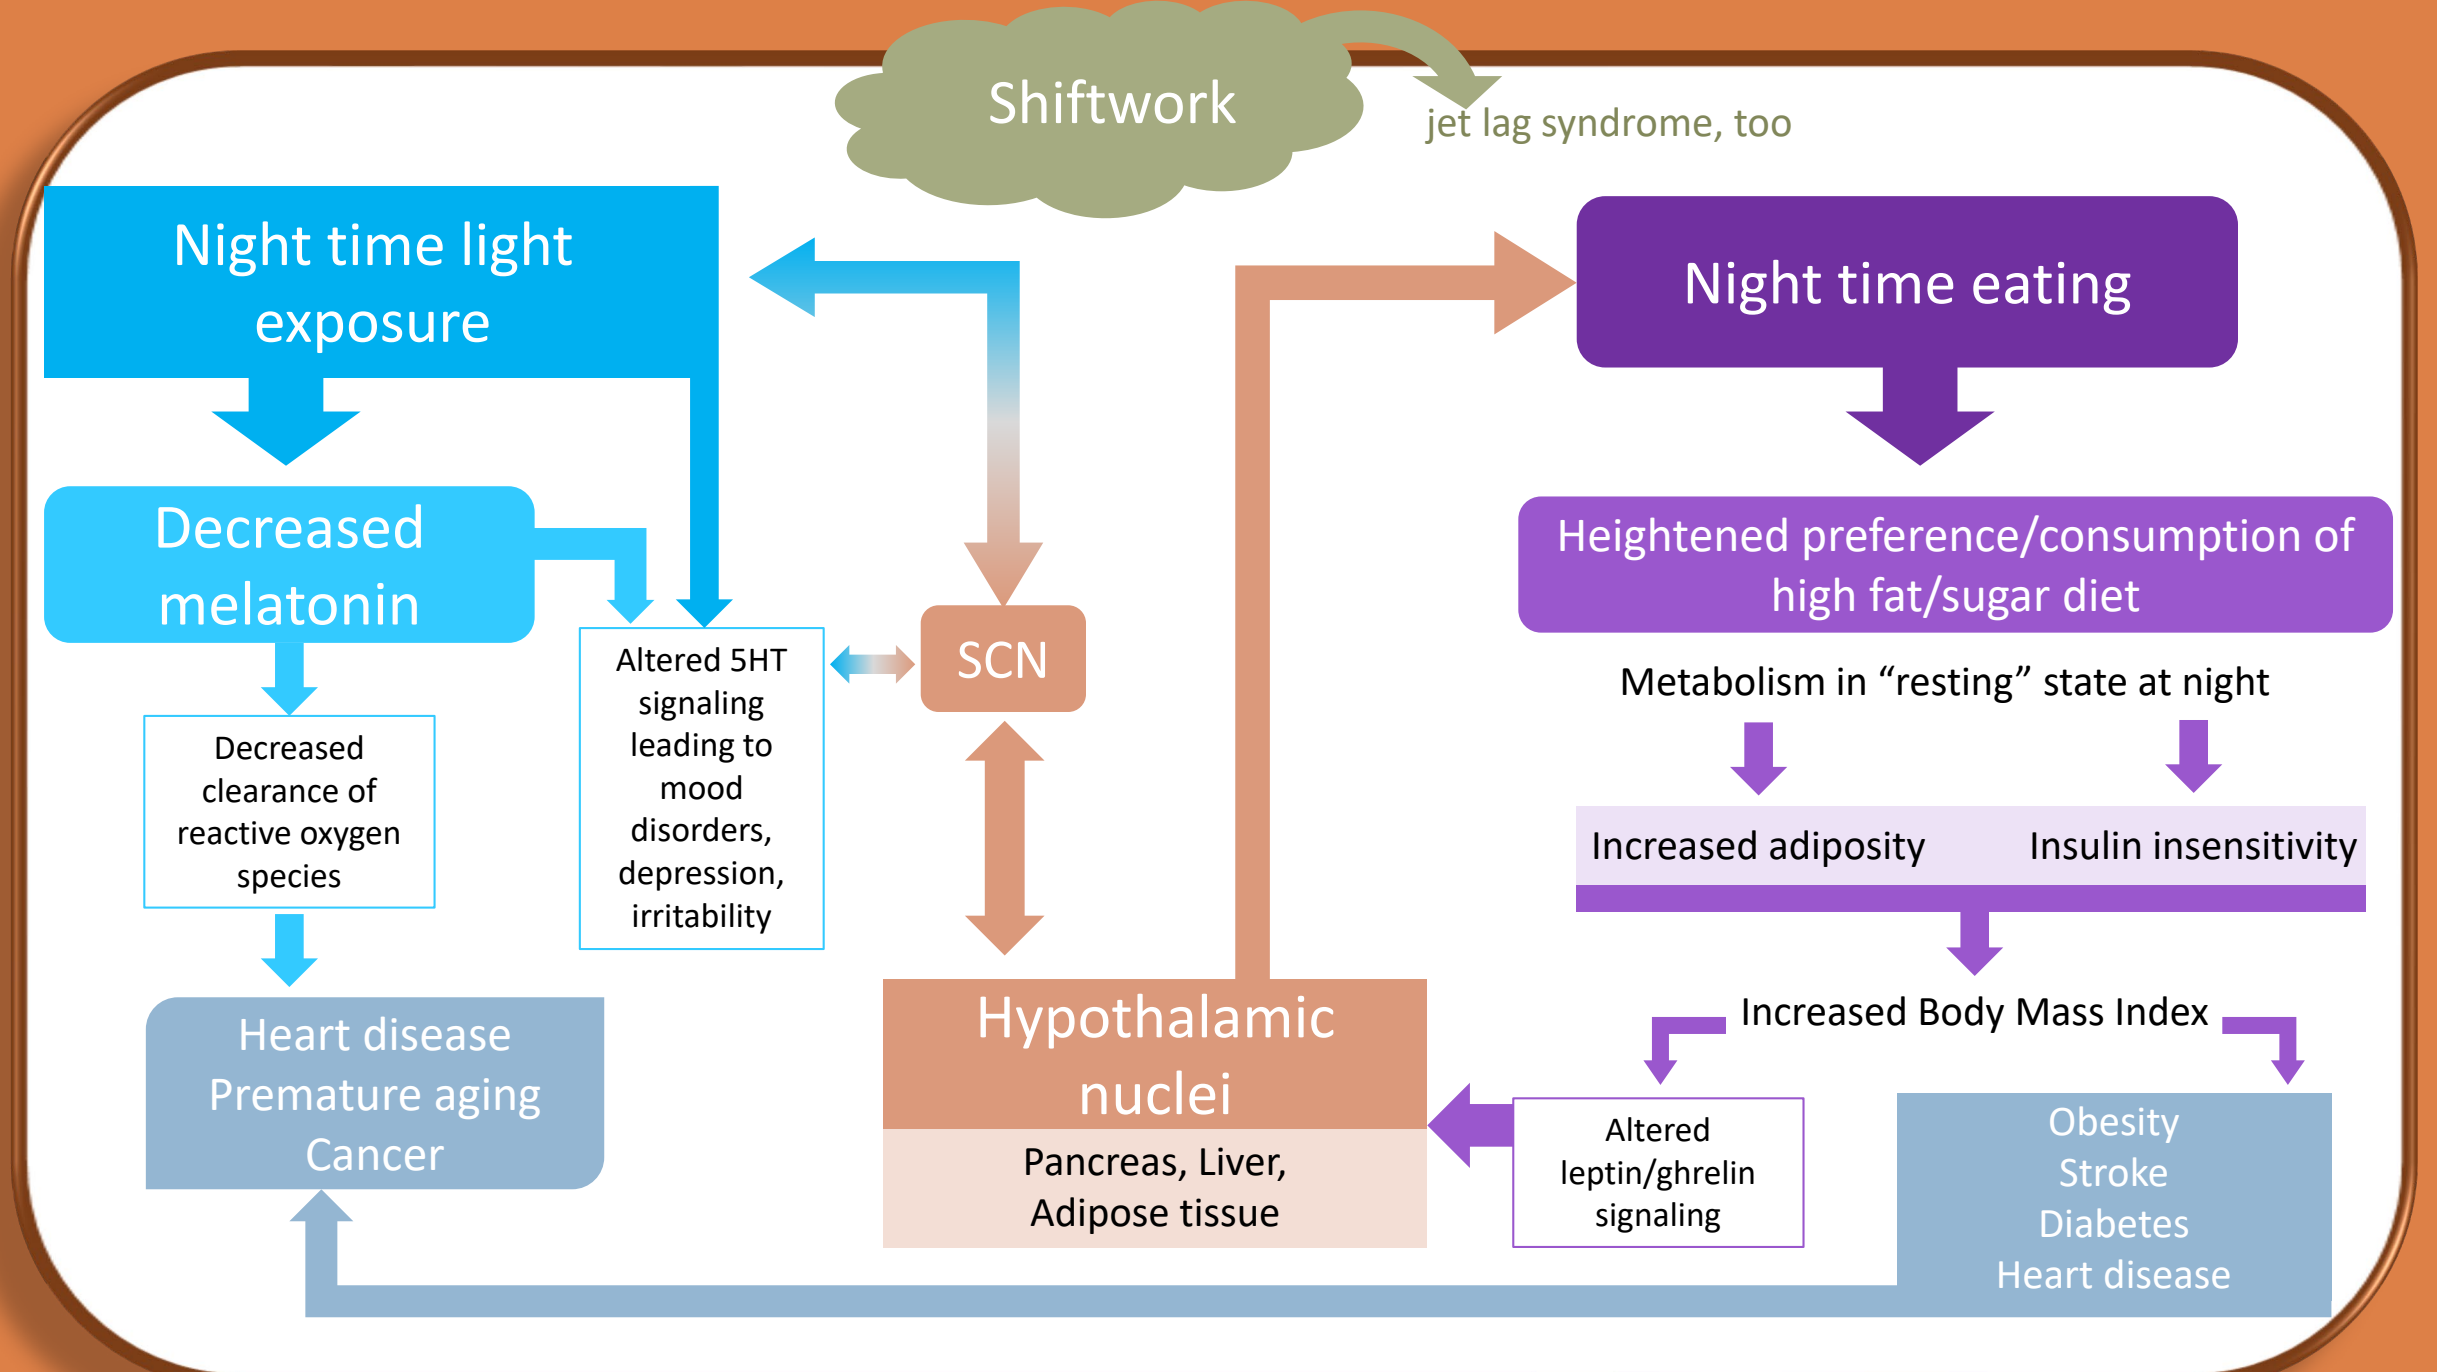 Shiftwork
jet lag syndrome, too
Night time light
exposure
Decreased
melatonin
Decreased
clearance of
reactive oxygen
species
Heart disease
Premature aging
Cancer
Altered 5HT
signaling
leading to
mood
disorders,
depression,
irritability
SCN
Hypothalamic
nuclei
Pancreas, Liver,
Adipose tissue
Night time eating
Heightened preference/consumption of
high fat/sugar diet
Metabolism in “resting” state at night
Increased adiposity
Insulin insensitivity
Increased Body Mass Index
Altered
leptin/ghrelin
signaling
Obesity
Stroke
Diabetes
Heart disease